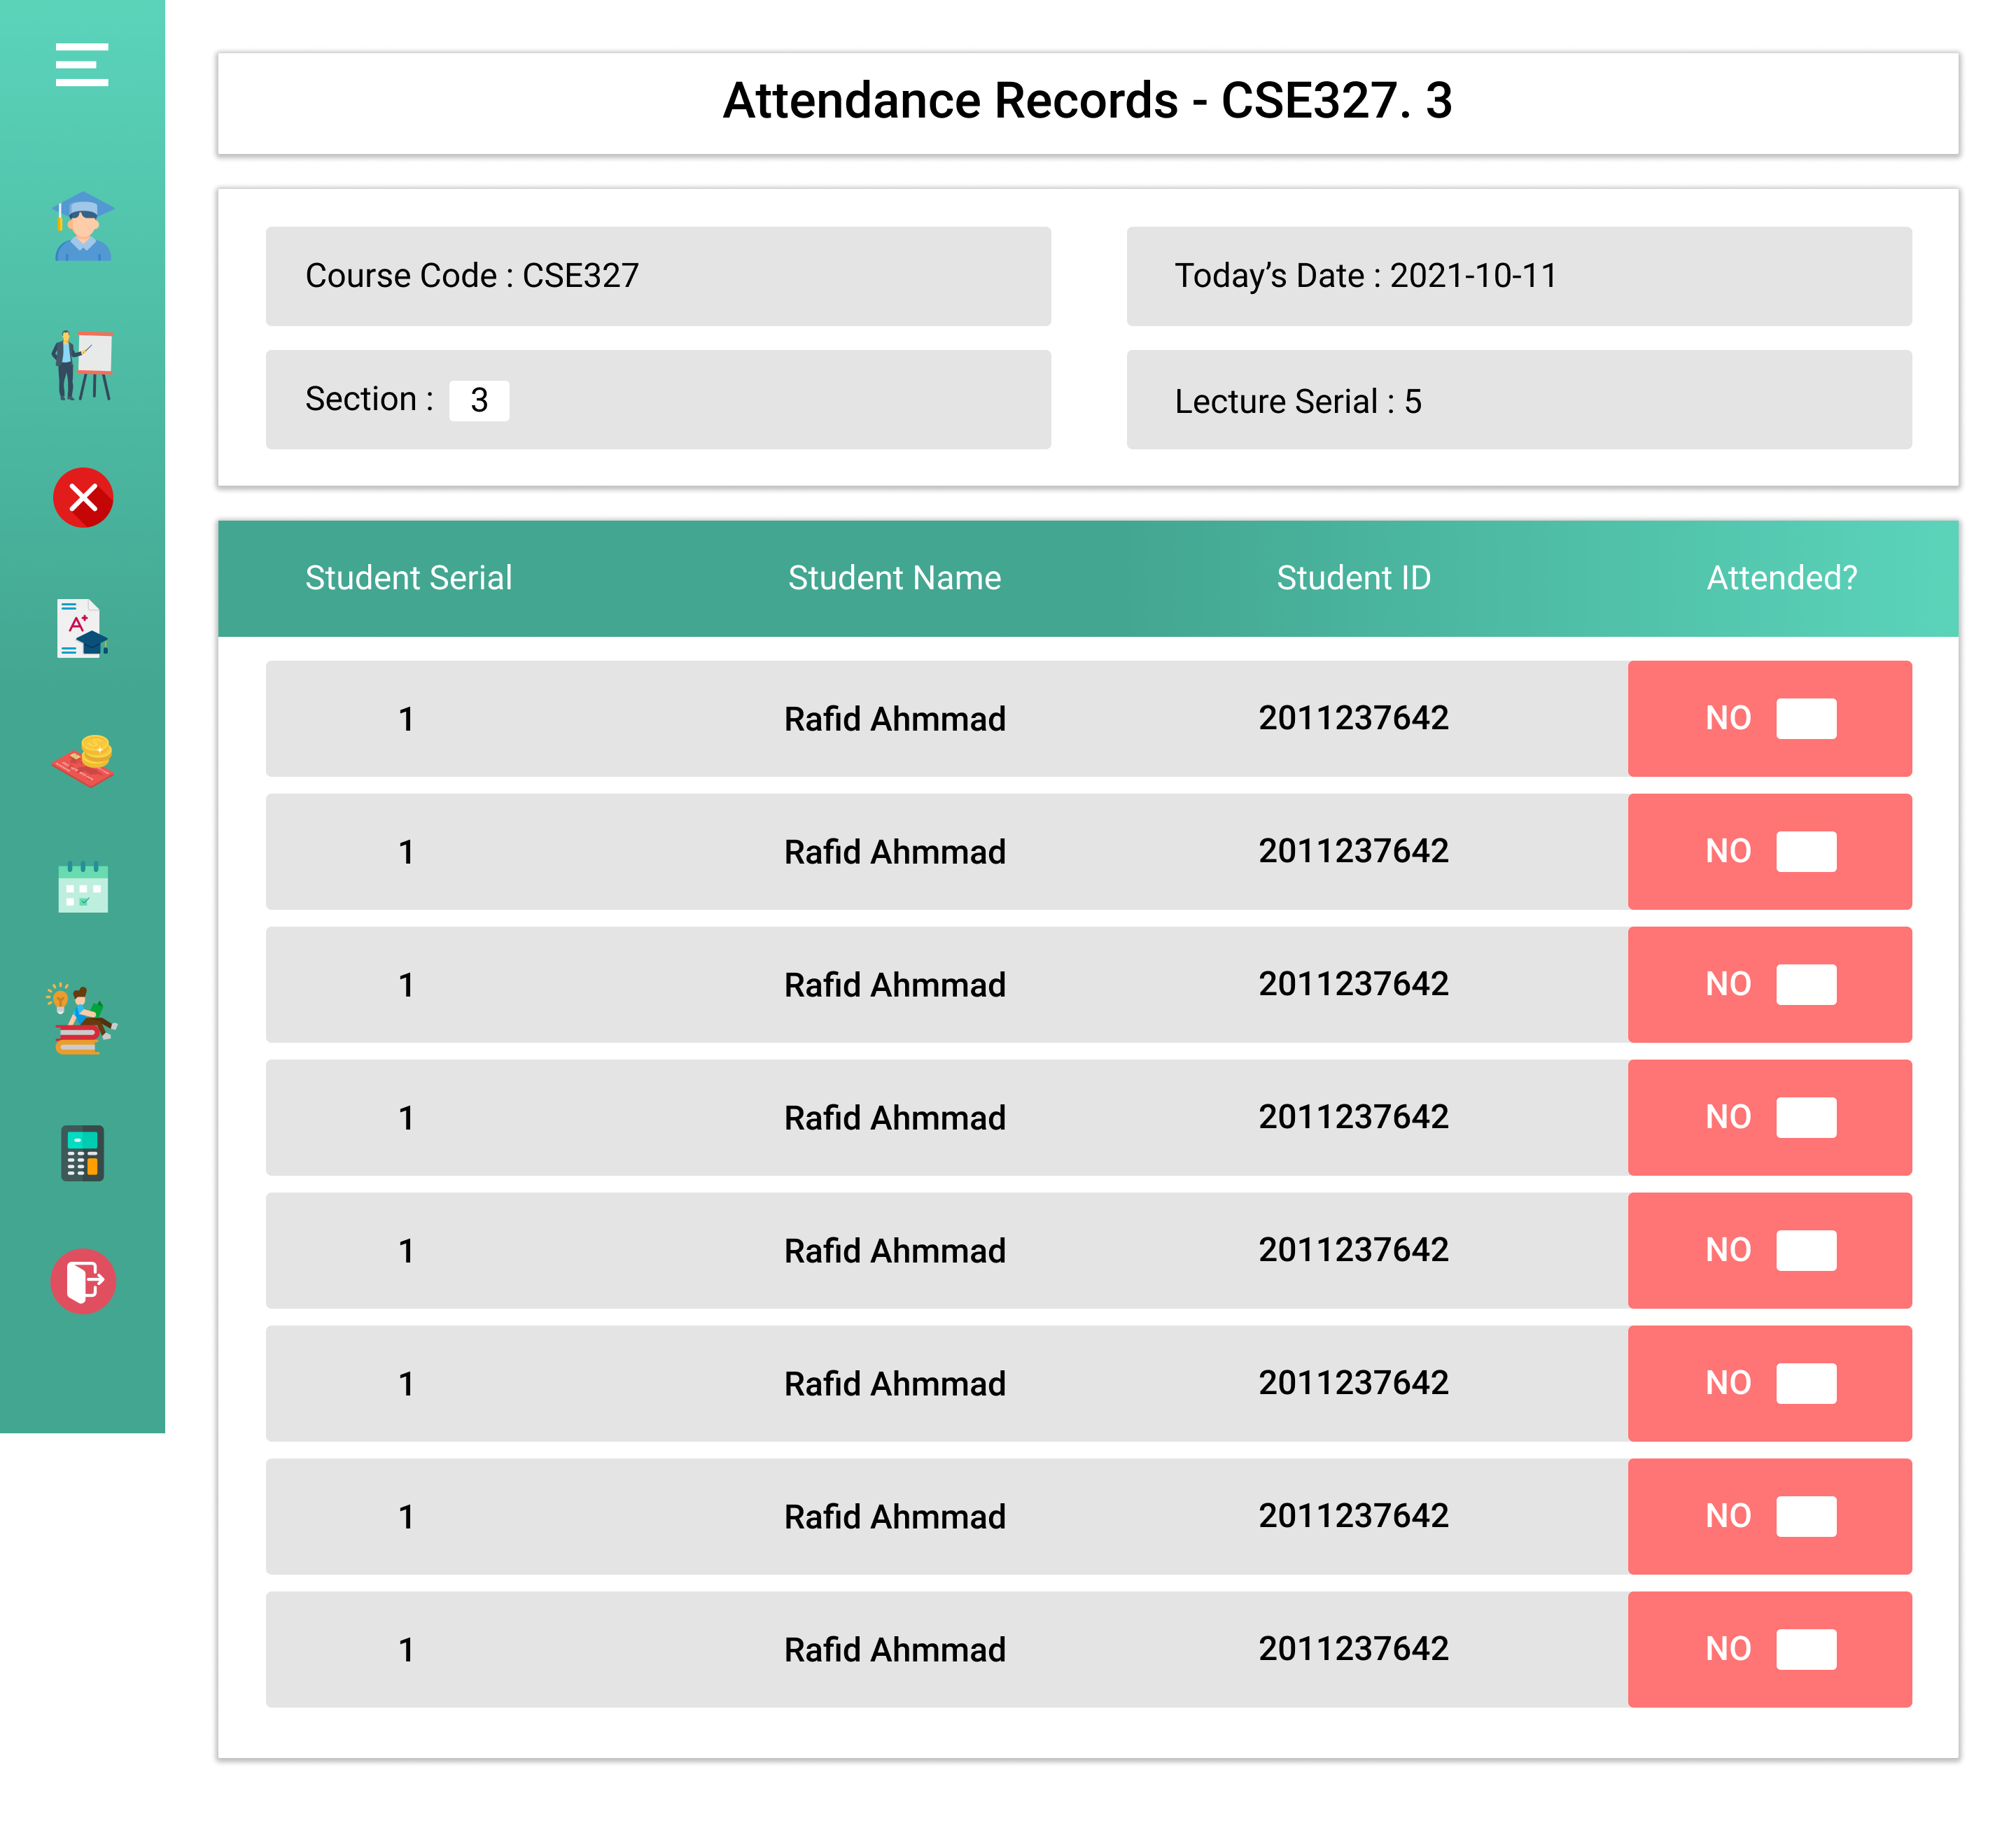 Attendance Records - CSE327. 3
Course Code : CSE327
Today’s Date : 2021-10-11
Section : 3
Lecture Serial : 5
Student Serial Student Name Student ID Attended?
1 Rafid Ahmmad 2011237642 NO
1 Rafid Ahmmad 2011237642 NO
1 Rafid Ahmmad 2011237642 NO
1 Rafid Ahmmad 2011237642 NO
1 Rafid Ahmmad 2011237642 NO
1 Rafid Ahmmad 2011237642 NO
1 Rafid Ahmmad 2011237642 NO
1 Rafid Ahmmad 2011237642 NO
A+